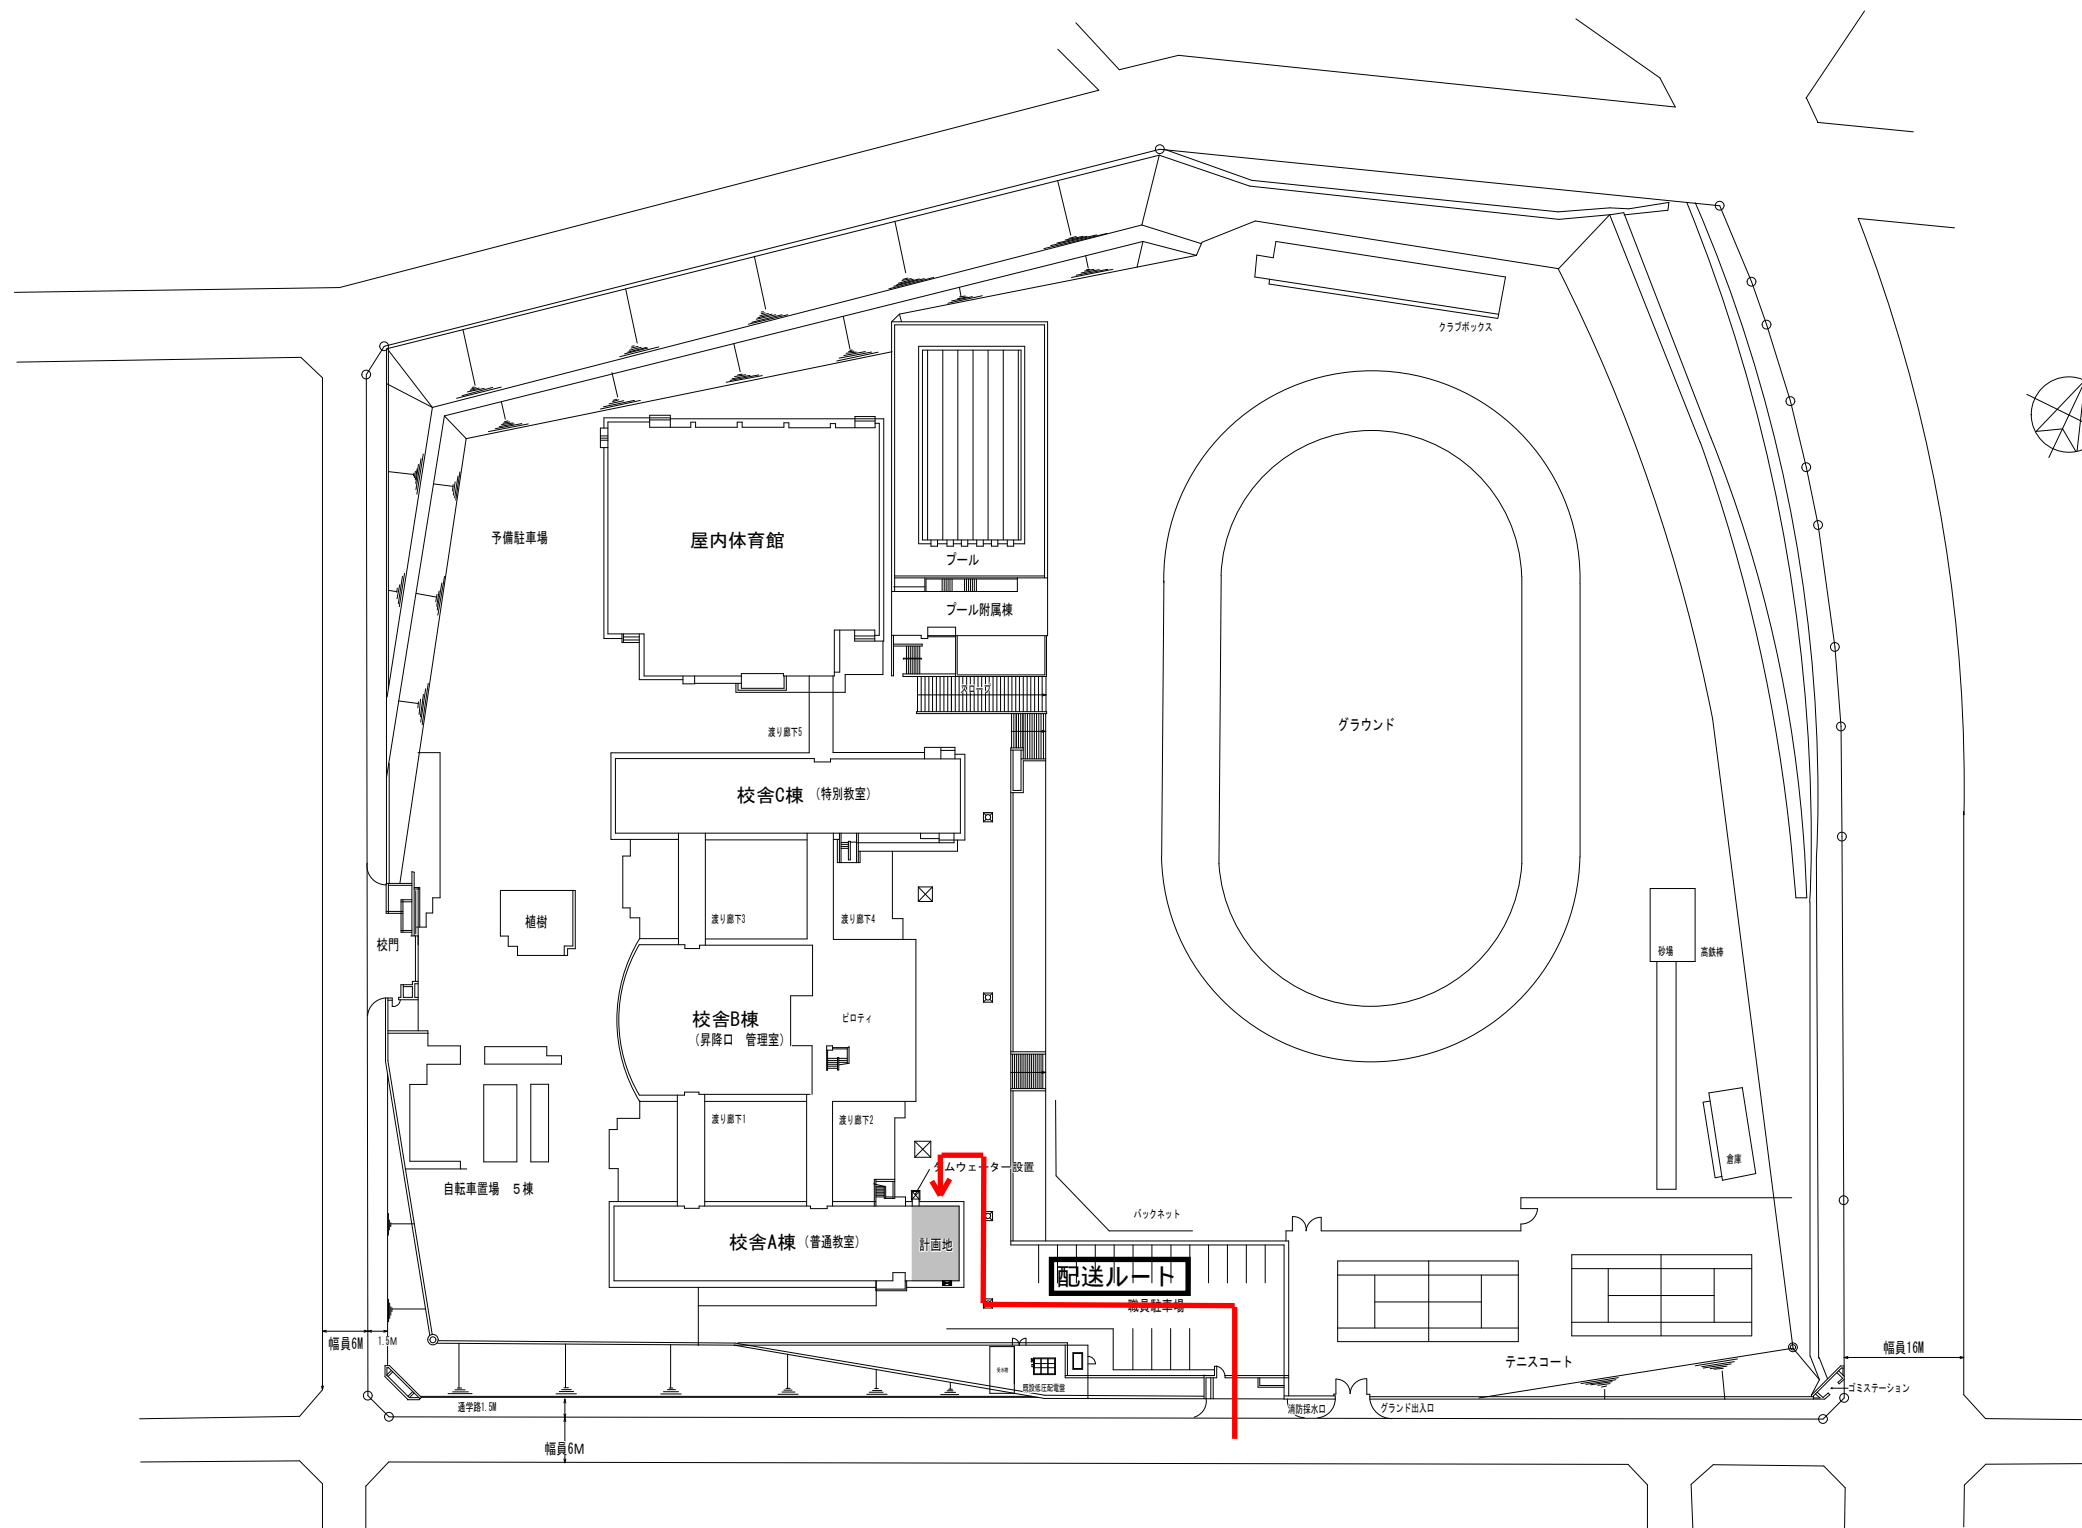 クラブボックス
予備駐車場
屋内体育館
プール
プール附属棟
スロープ
グラウンド
渡り廊下5
校舎C棟（特別教室）
植樹
渡り廊下3
渡り廊下4
校門
砂場
高鉄棒
校舎B棟
（昇降口　管理室）
ピロティ
渡り廊下1
渡り廊下2
倉庫
ダムウェーター設置
自転車置場　5棟
バックネット
校舎A棟（普通教室）
計画地
配送ルート
職員駐車場
幅員6M
1.5M
幅員16M
テニスコート
受水槽
既設低圧配電盤
ゴミステーション
通学路1.5M
消防採水口
グランド出入口
幅員6M